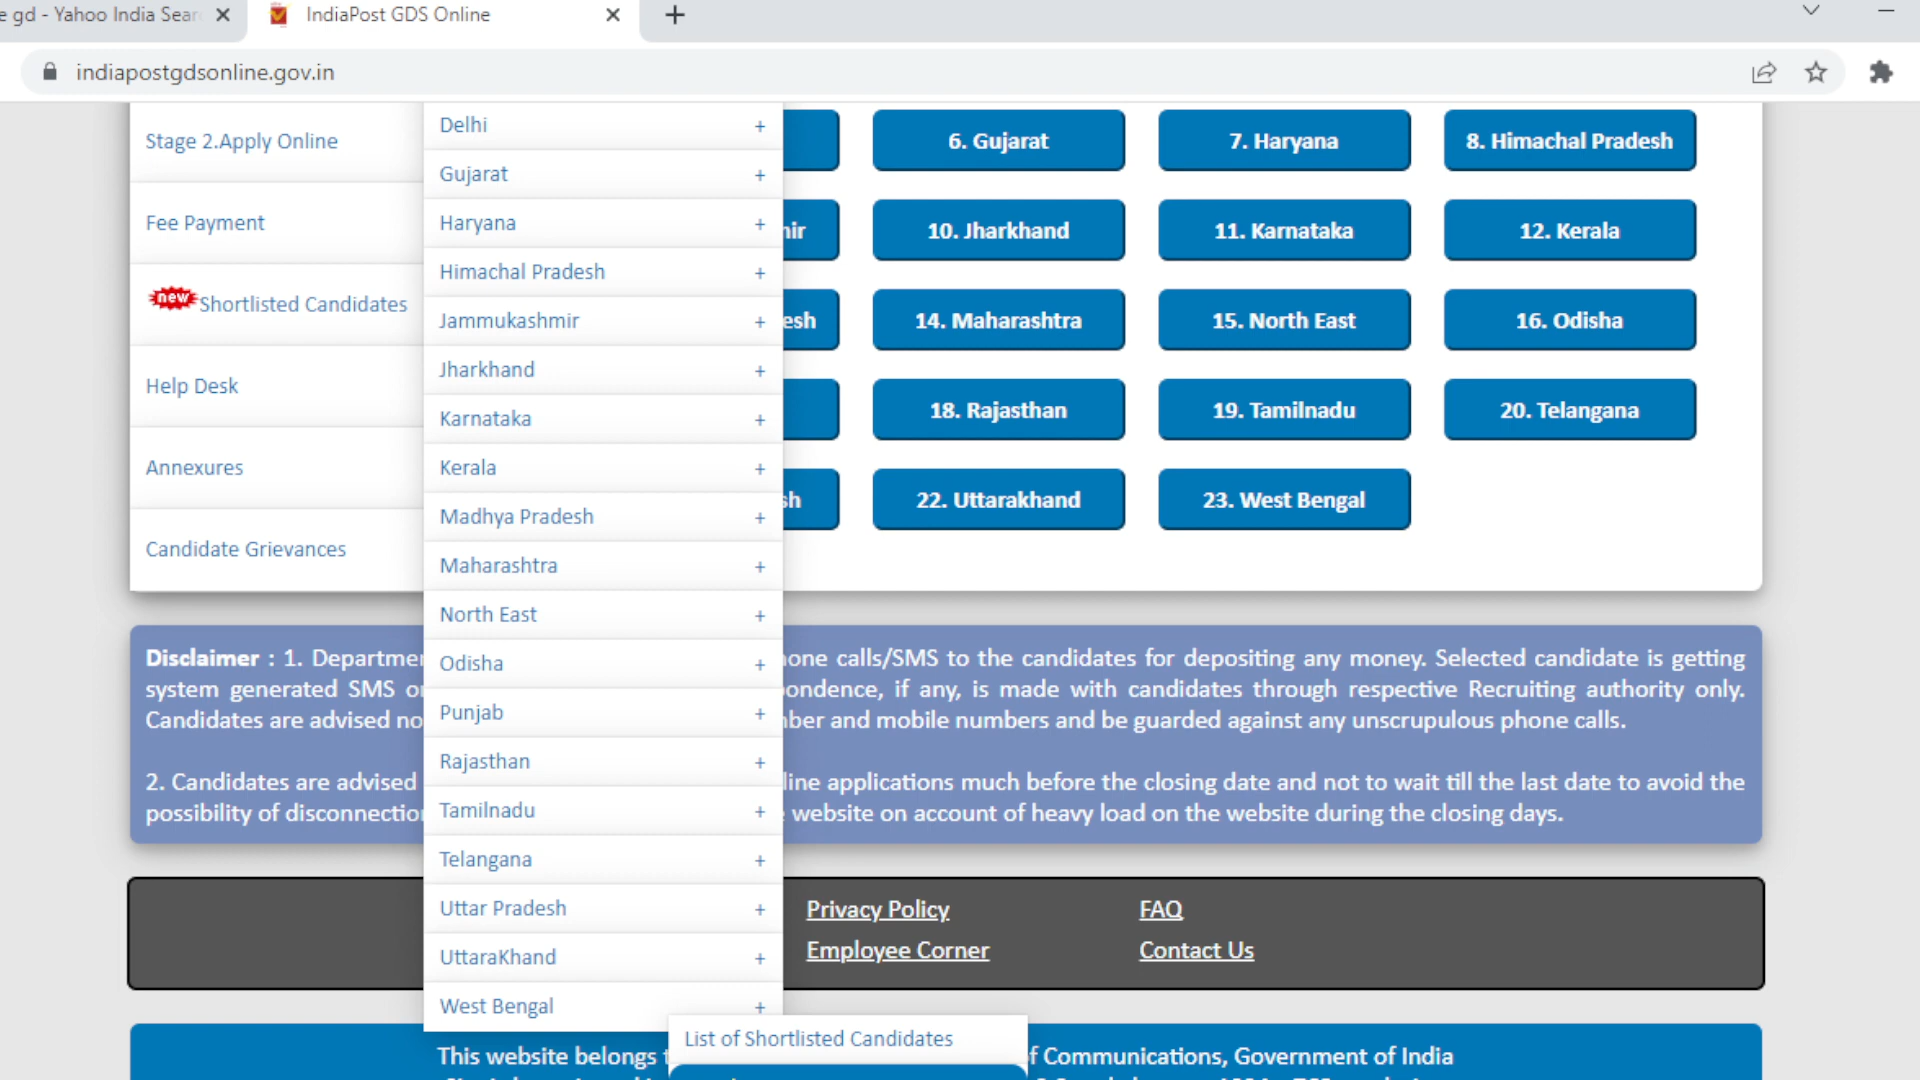 e gd - Yahoo India Sear
IndiaPost GDS Online
indiapostgdsonline.gov.in
Stage 2.Apply Online
Fee Payment
new Shortlisted Candidates
Help Desk
Annexures
Candidate Grievances
Delhi +
Gujarat +
Haryana +
Himachal Pradesh +
Jammukashmir +
Jharkhand +
Karnataka +
Kerala +
Madhya Pradesh +
Maharashtra +
North East +
Odisha +
Punjab +
Rajasthan +
Tamilnadu +
Telangana +
Uttar Pradesh +
UttaraKhand +
West Bengal +
List of Shortlisted Candidates
6. Gujarat
7. Haryana
8. Himachal Pradesh
hir
10. Jharkhand
11. Karnataka
12. Kerala
esh
14. Maharashtra
15. North East
16. Odisha
18. Rajasthan
19. Tamilnadu
20. Telangana
sh
22. Uttarakhand
23. West Bengal
Disclaimer : 1. Departme one calls/SMS to the candidates for depositing any money. Selected candidate is getting
system generated SMS o ondence, if any, is made with candidates through respective Recruiting authority only.
Candidates are advised no ber and mobile numbers and be guarded against any unscrupulous phone calls.
2. Candidates are advised line applications much before the closing date and not to wait till the last date to avoid the
possibility of disconnectio website on account of heavy load on the website during the closing days.
Privacy Policy
FAQ
Employee Corner
Contact Us
This website belongs f Communications, Government of India